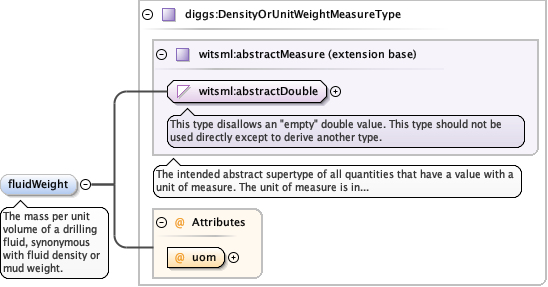 diggs:DensityOrUnitWeightMeasureType
witsml:abstractMeasure (extension base)
witsml:abstractDouble
This type disallows an "empty" double value. This type should not be
used directly except to derive another type.
The intended abstract supertype of all quantities that have a value with a
unit of measure. The unit of measure is in...
fluidWeight
The mass per unit
volume of a drilling
fluid, synonymous
with fluid density or
mud weight.
@ Attributes
@ uom